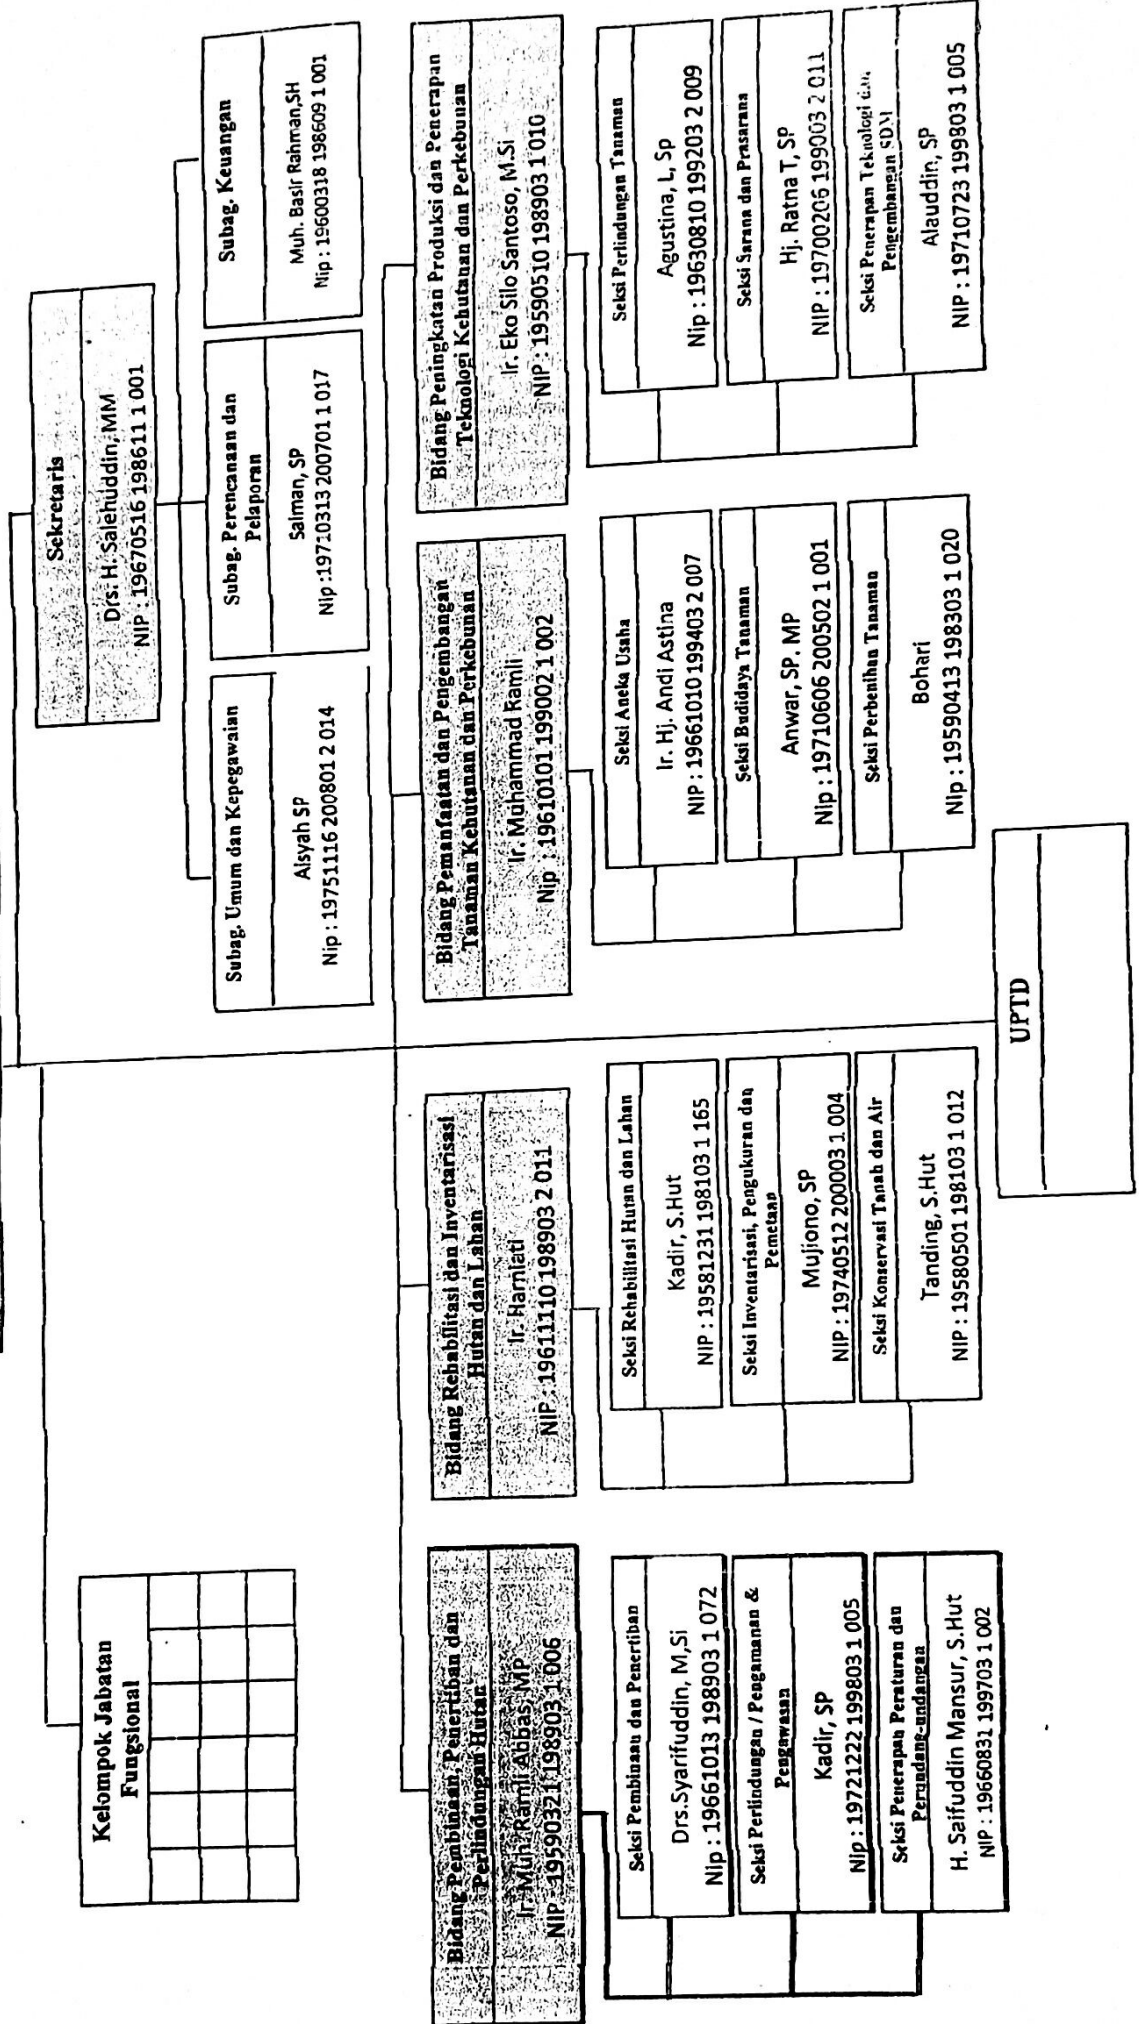 Sekretaris
Drs. H. Salehuddin, MM
NIP : 19670516 198611 1 001
Kelompok Jabatan
Fungsional
Subag. Umum dan Kepegawaian
Aisyah SP
Nip : 19751116 200801 2 014
Subag. Perencanaan dan
Pelaporan
Salman, SP
Nip :19710313 200701 1 017
Subag. Keuangan
Muh. Basir Rahman,SH
Nip : 19600318 198609 1 001
Bidang Pembinaan, Penertiban dan
Perlindungan Hutan
Ir. Muh. Ramli Abbas, MP
NIP : 19590321 198903 1 006
Seksi Pembinaan dan Penertiban
Drs.Syarifuddin, M,Si
Nip : 19661013 198903 1 072
Seksi Perlindungan / Pengamanan &
Pengawasan
Kadir, SP
Nip : 19721222 199803 1 005
Seksi Penerapan Peraturan dan
Perundang-undangan
H. Saifuddin Mansur, S.Hut
NIP : 19660831 199703 1 002
Bidang Rehabilitasi dan Inventarisasi
Hutan dan Lahan
Ir. Harniati
NIP : 19611110 198903 2 011
Seksi Rehabilitasi Hutan dan Lahan
Kadir, S.Hut
NIP : 19581231 198103 1 165
Seksi Inventarisasi, Pengukuran dan
Pemetaan
Mujiono, SP
NIP : 19740512 200003 1 004
Seksi Konservasi Tanah dan Air
Tanding, S.Hut
NIP : 19580501 198103 1 012
Bidang Pemanfaatan dan Pengembangan
Tanaman Kehutanan dan Perkebunan
Ir. Muhammad Ramli
Nip : 19610101 199002 1 002
Seksi Aneka Usaha
Ir. Hj. Andi Astina
NIP : 19661010 199403 2 007
Seksi Budidaya Tanaman
Anwar, SP. MP
Nip : 19710606 200502 1 001
Seksi Perbenihan Tanaman
Bohari
Nip : 19590413 198303 1 020
Bidang Peningkatan Produksi dan Penerapan
Teknologi Kehutanan dan Perkebunan
Ir. Eko Silo Santoso, M.Si
NIP : 19590510 198903 1 010
Seksi Perlindungan Tanaman
Agustina, L, Sp
Nip : 19630810 199203 2 009
Seksi Sarana dan Prasarana
Hj. Ratna T, SP
NIP : 19700206 199003 2 011
Seksi Penerapan Teknologi dan
Pengembangan SDM
Alauddin, SP
NIP : 19710723 199803 1 005
UPTD